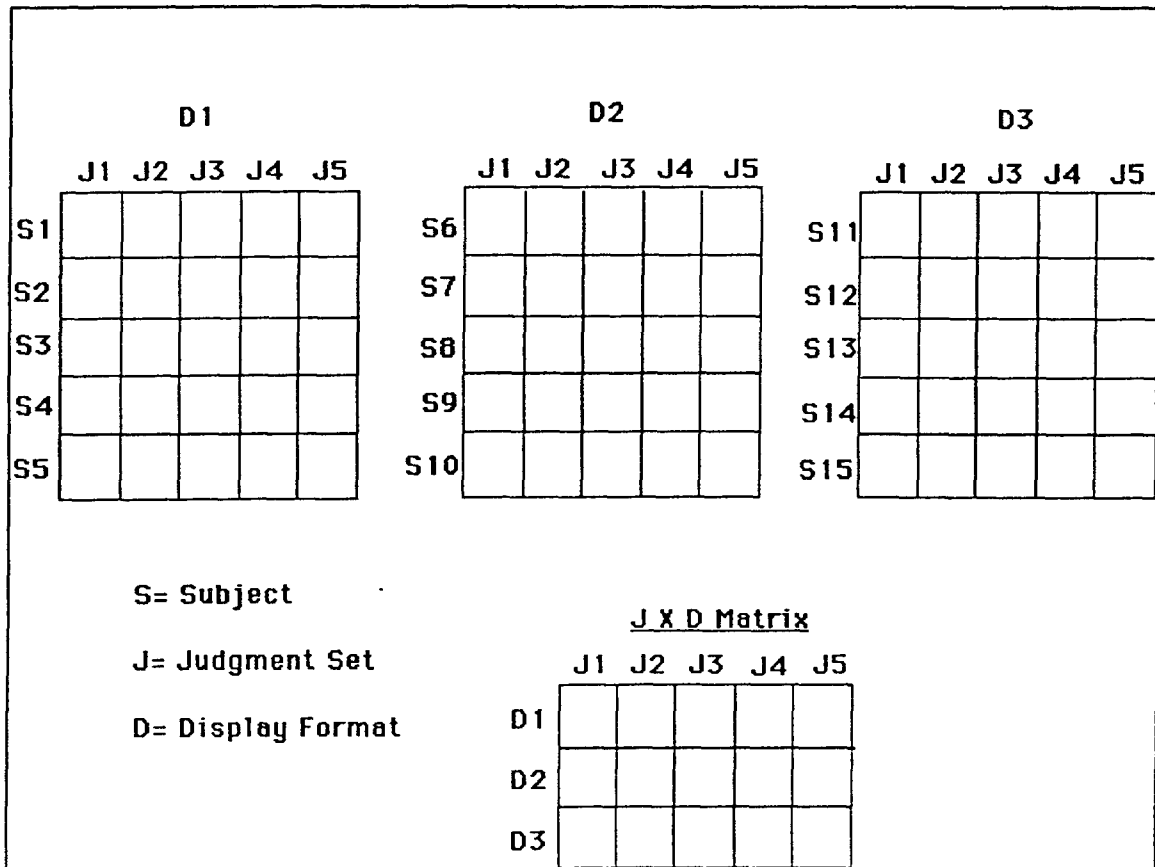 D1 D2 D3
J1 J2 J3 J4 J5 J1 J2 J3 J4 J5 J1 J2 J3 J4 J5
S1 S6 S11
S2 S7 S12
S3 S8 S13
S4 S9 S14
S5 S10 S15
S= Subject
J X D Matrix
J= Judgment Set
J1 J2 J3 J4 J5
D= Display Format
D1
D2
D3